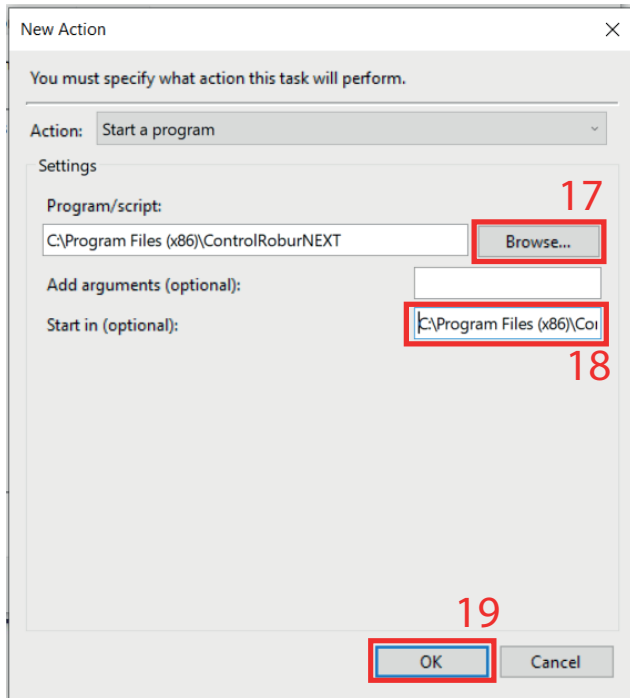 New Action
You must specify what action this task will perform.
Action: Start a program
Settings
Program/script:
17
C:\Program Files (x86)\ControlRoburNEXT Browse...
Add arguments (optional):
Start in (optional): C:\Program Files (x86)\Co
18
19
OK Cancel